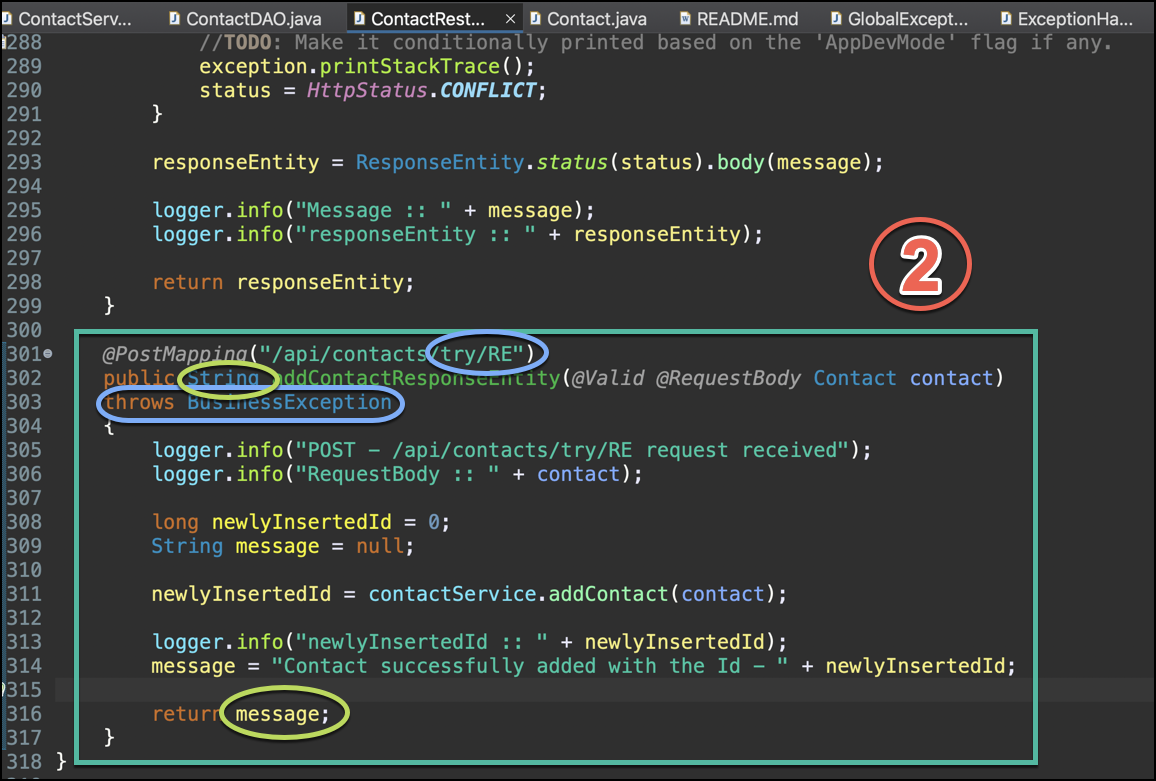 ContactServ... ContactDAO.java ContactRest... × Contact.java README.md GlobalExcept... ExceptionHa...
288 //TODO: Make it conditionally printed based on the 'AppDevMode' flag if any.
289 exception.printStackTrace();
290 status = HttpStatus.CONFLICT;
291 }
292
293 responseEntity = ResponseEntity.status(status).body(message);
294
295 logger.info("Message :: " + message);
296 logger.info("responseEntity :: " + responseEntity);
297
298 return responseEntity;
299 }
2
300
301 @PostMapping("/api/contacts/try/RE")
302 public String addContactResponseEntity(@Valid @RequestBody Contact contact)
303 throws BusinessException
304 {
305 logger.info("POST - /api/contacts/try/RE request received");
306 logger.info("RequestBody :: " + contact);
307
308 long newlyInsertedId = 0;
309 String message = null;
310
311 newlyInsertedId = contactService.addContact(contact);
312
313 logger.info("newlyInsertedId :: " + newlyInsertedId);
314 message = "Contact successfully added with the Id - " + newlyInsertedId;
315
316 return message;
317 }
318 }